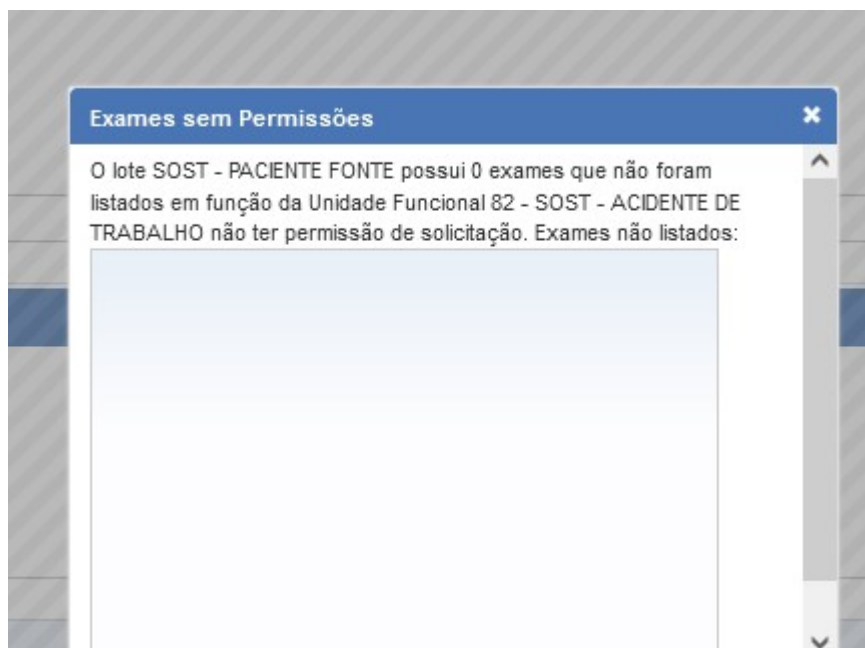 Exames sem Permissões
O lote SOST - PACIENTE FONTE possui 0 exames que não foram
listados em função da Unidade Funcional 82 - SOST - ACIDENTE DE
TRABALHO não ter permissão de solicitação. Exames não listados: